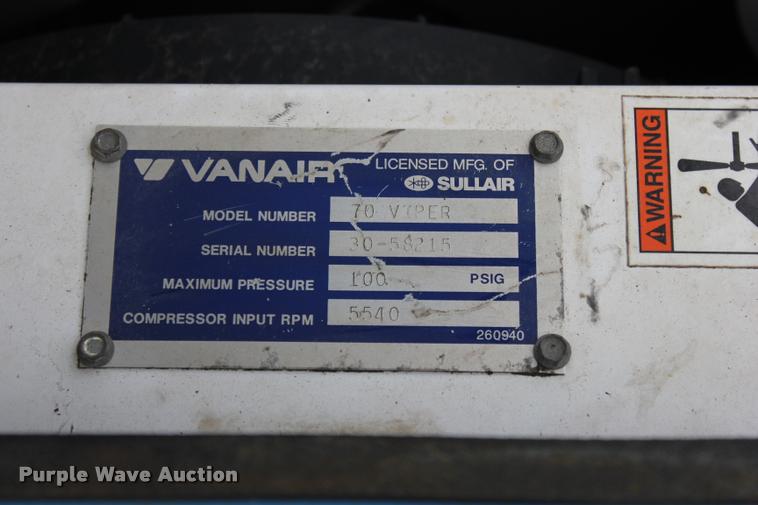 VANAIR LICENSED MFG. OF
SULLAIR
MODEL NUMBER 70 VIPER
SERIAL NUMBER 30-58215
MAXIMUM PRESSURE 100 PSIG
COMPRESSOR INPUT RPM 5540
260940
WARNING
Purple Wave Auction